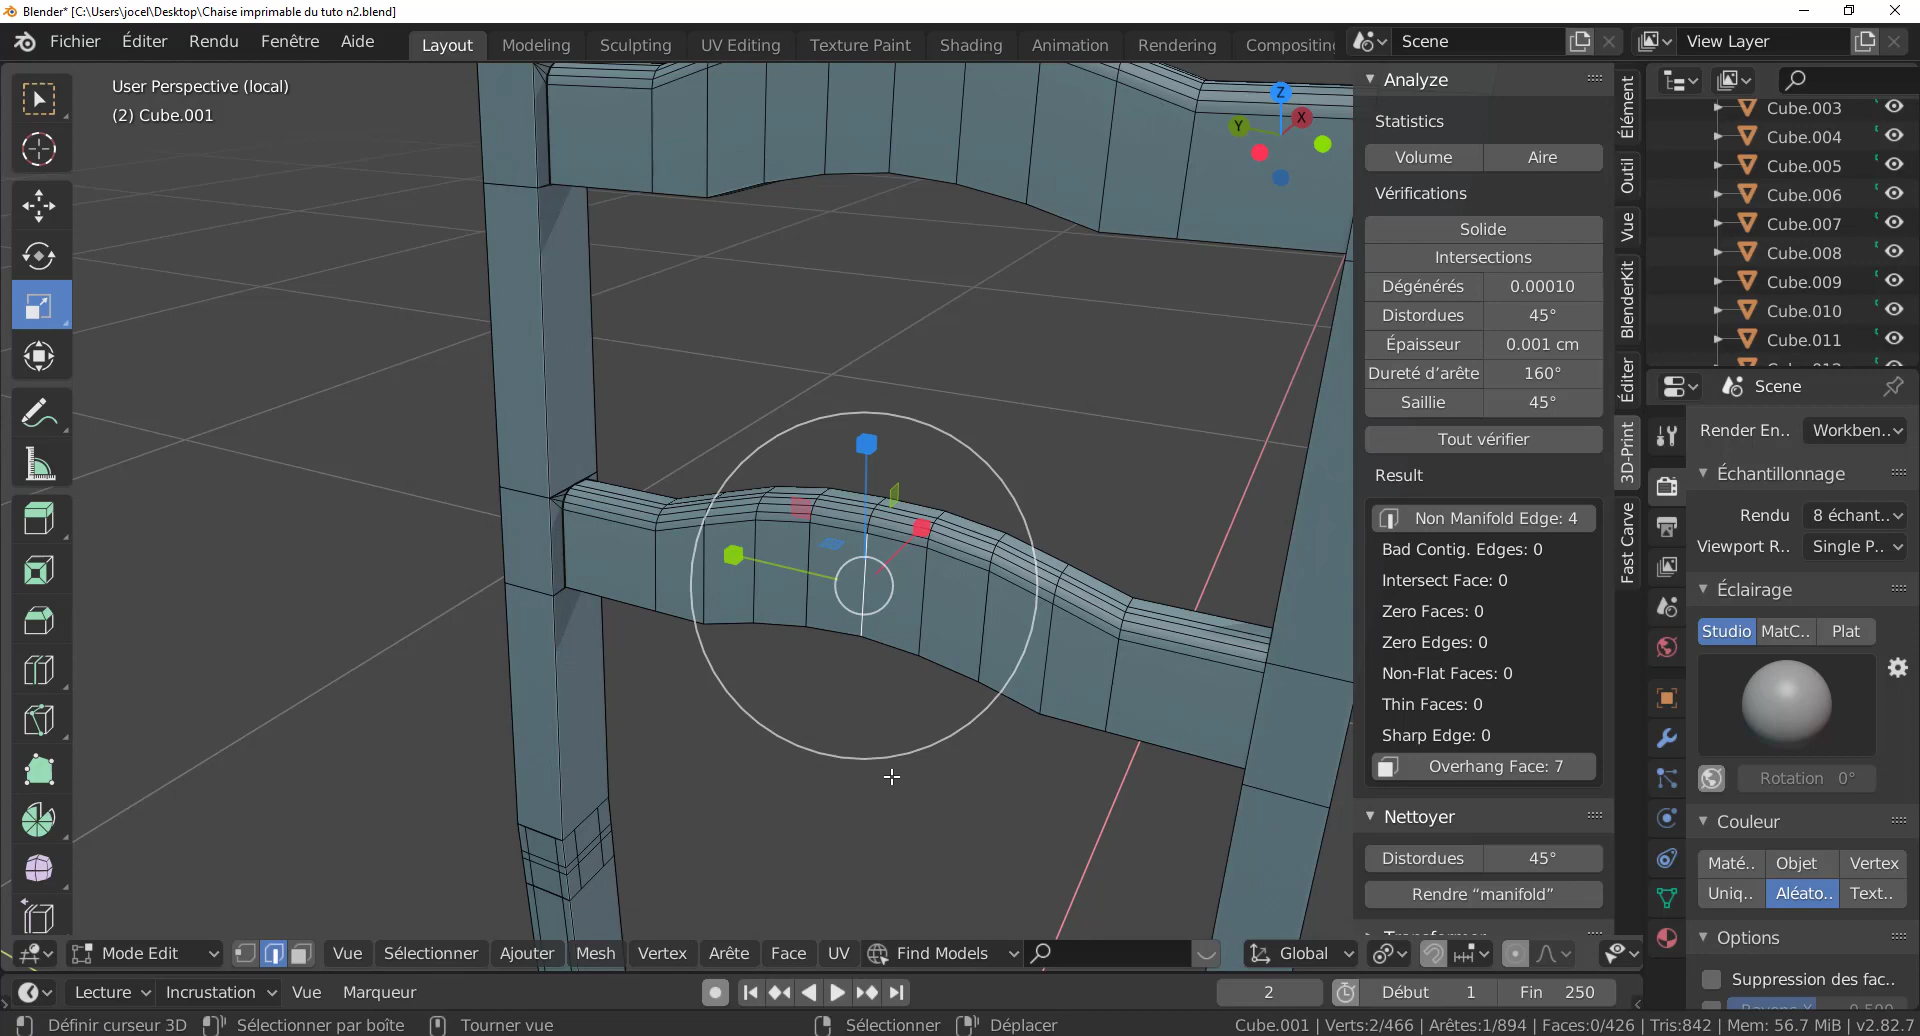 Blender* [C:\Users\jocel\Desktop\Chaise imprimable du tuto n2.blend]
Fichier Éditer Rendu Fenêtre Aide Layout Modeling Sculpting UV Editing Texture Paint Shading Animation Rendering Compositing Scene View Layer
User Perspective (local)
(2) Cube.001
Z
X
Y
Analyze
Statistics
Volume Aire
Vérifications
Solide
Intersections
Dégénérés 0.00010
Distordues 45°
Épaisseur 0.001 cm
Dureté d'arête 160°
Saillie 45°
Tout vérifier
Result
Non Manifold Edge: 4
Bad Contig. Edges: 0
Intersect Face: 0
Zero Faces: 0
Zero Edges: 0
Non-Flat Faces: 0
Thin Faces: 0
Sharp Edge: 0
Overhang Face: 7
Nettoyer
Distordues 45°
Rendre “manifold”
Élément
Outil
Vue
BlenderKit
Éditer
3D-Print
Fast Carve
Cube.003
Cube.004
Cube.005
Cube.006
Cube.007
Cube.008
Cube.009
Cube.010
Cube.011
Scene
Render En.. Workben..
Échantillonnage
Rendu 8 échant..
Viewport R.. Single P..
Éclairage
Studio MatC.. Plat
Rotation 0°
Couleur
Maté.. Objet Vertex
Uniq.. Aléato.. Text..
Options
Suppression des fac..
Mode Edit Vue Sélectionner Ajouter Mesh Vertex Arête Face UV Find Models Global
Lecture Incrustation Vue Marqueur 2 Début 1 Fin 250
Définir curseur 3D Sélectionner par boîte Tourner vue Sélectionner Déplacer Cube.001 | Verts:2/466 | Arêtes:1/894 | Faces:0/426 | Tris:842 | Mem: 56.7 MiB | v2.82.7